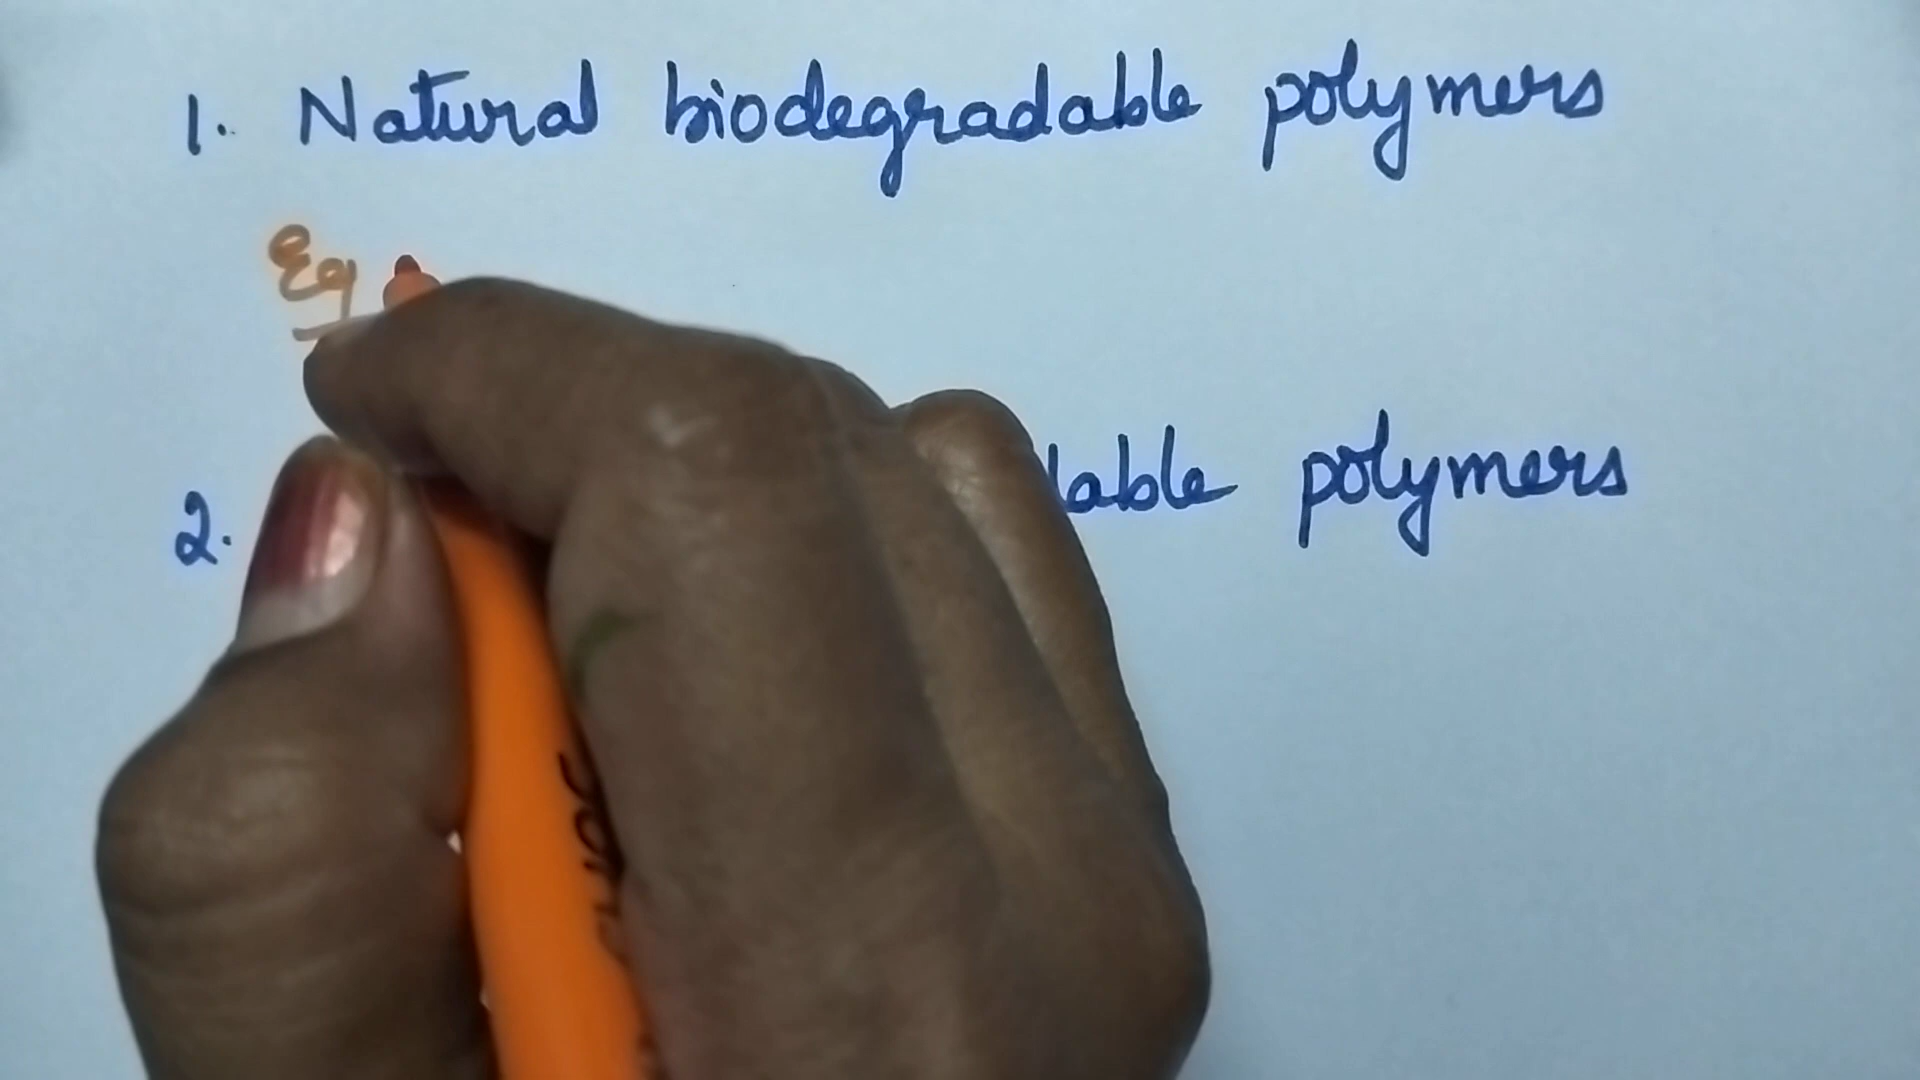 1. Natural biodegradable polymers
Eg
2. dable polymers